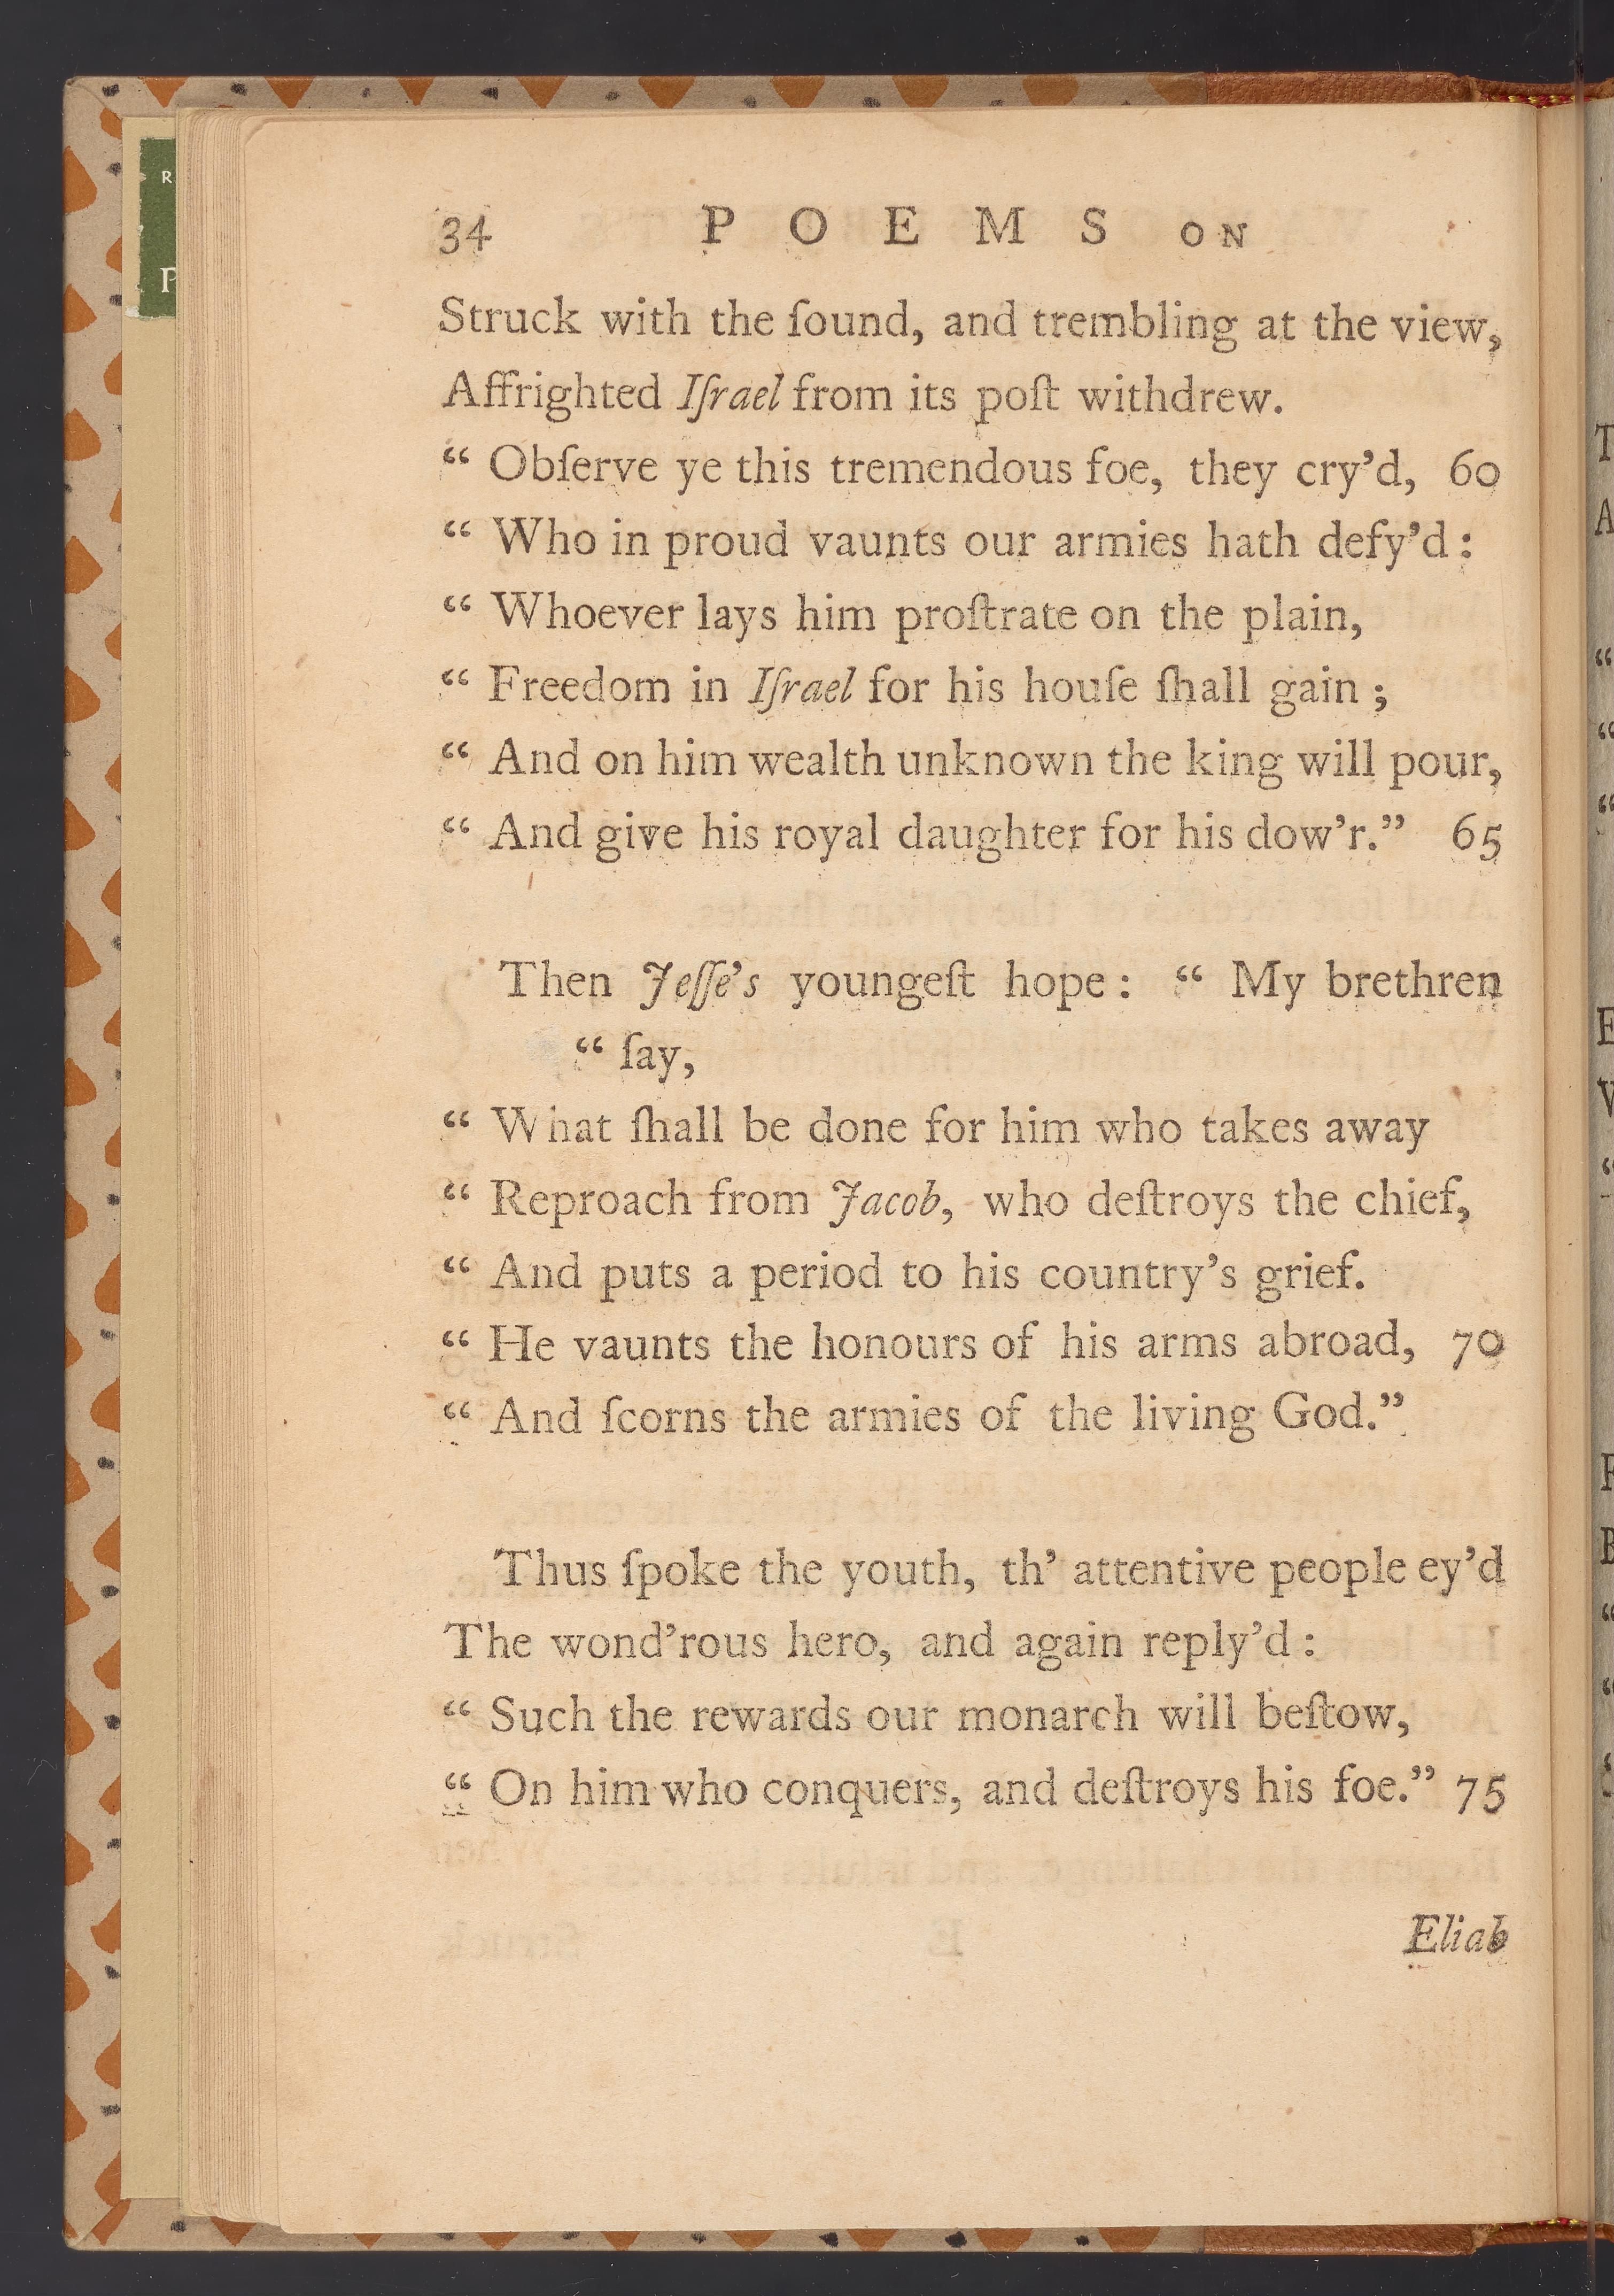 34 P O E M S ON
Struck with the ſound, and trembling at the view,
Affrighted Iſrael from its poſt withdrew.
“ Obſerve ye this tremendous foe, they cry’d, 60
“ Who in proud vaunts our armies hath defy’d :
“ Whoever lays him proſtrate on the plain,
“ Freedom in Iſrael for his houſe ſhall gain ;
“ And on him wealth unknown the king will pour,
“ And give his royal daughter for his dow’r.” 65
Then Jeſſe’s youngeſt hope : “ My brethren
“ ſay,
“ What ſhall be done for him who takes away
“ Reproach from Jacob, who deſtroys the chief,
“ And puts a period to his country’s grief.
“ He vaunts the honours of his arms abroad, 70
“ And ſcorns the armies of the living God.”
Thus ſpoke the youth, th’ attentive people ey’d
The wond’rous hero, and again reply’d :
“ Such the rewards our monarch will beſtow,
“ On him who conquers, and deſtroys his foe.” 75
Eliab